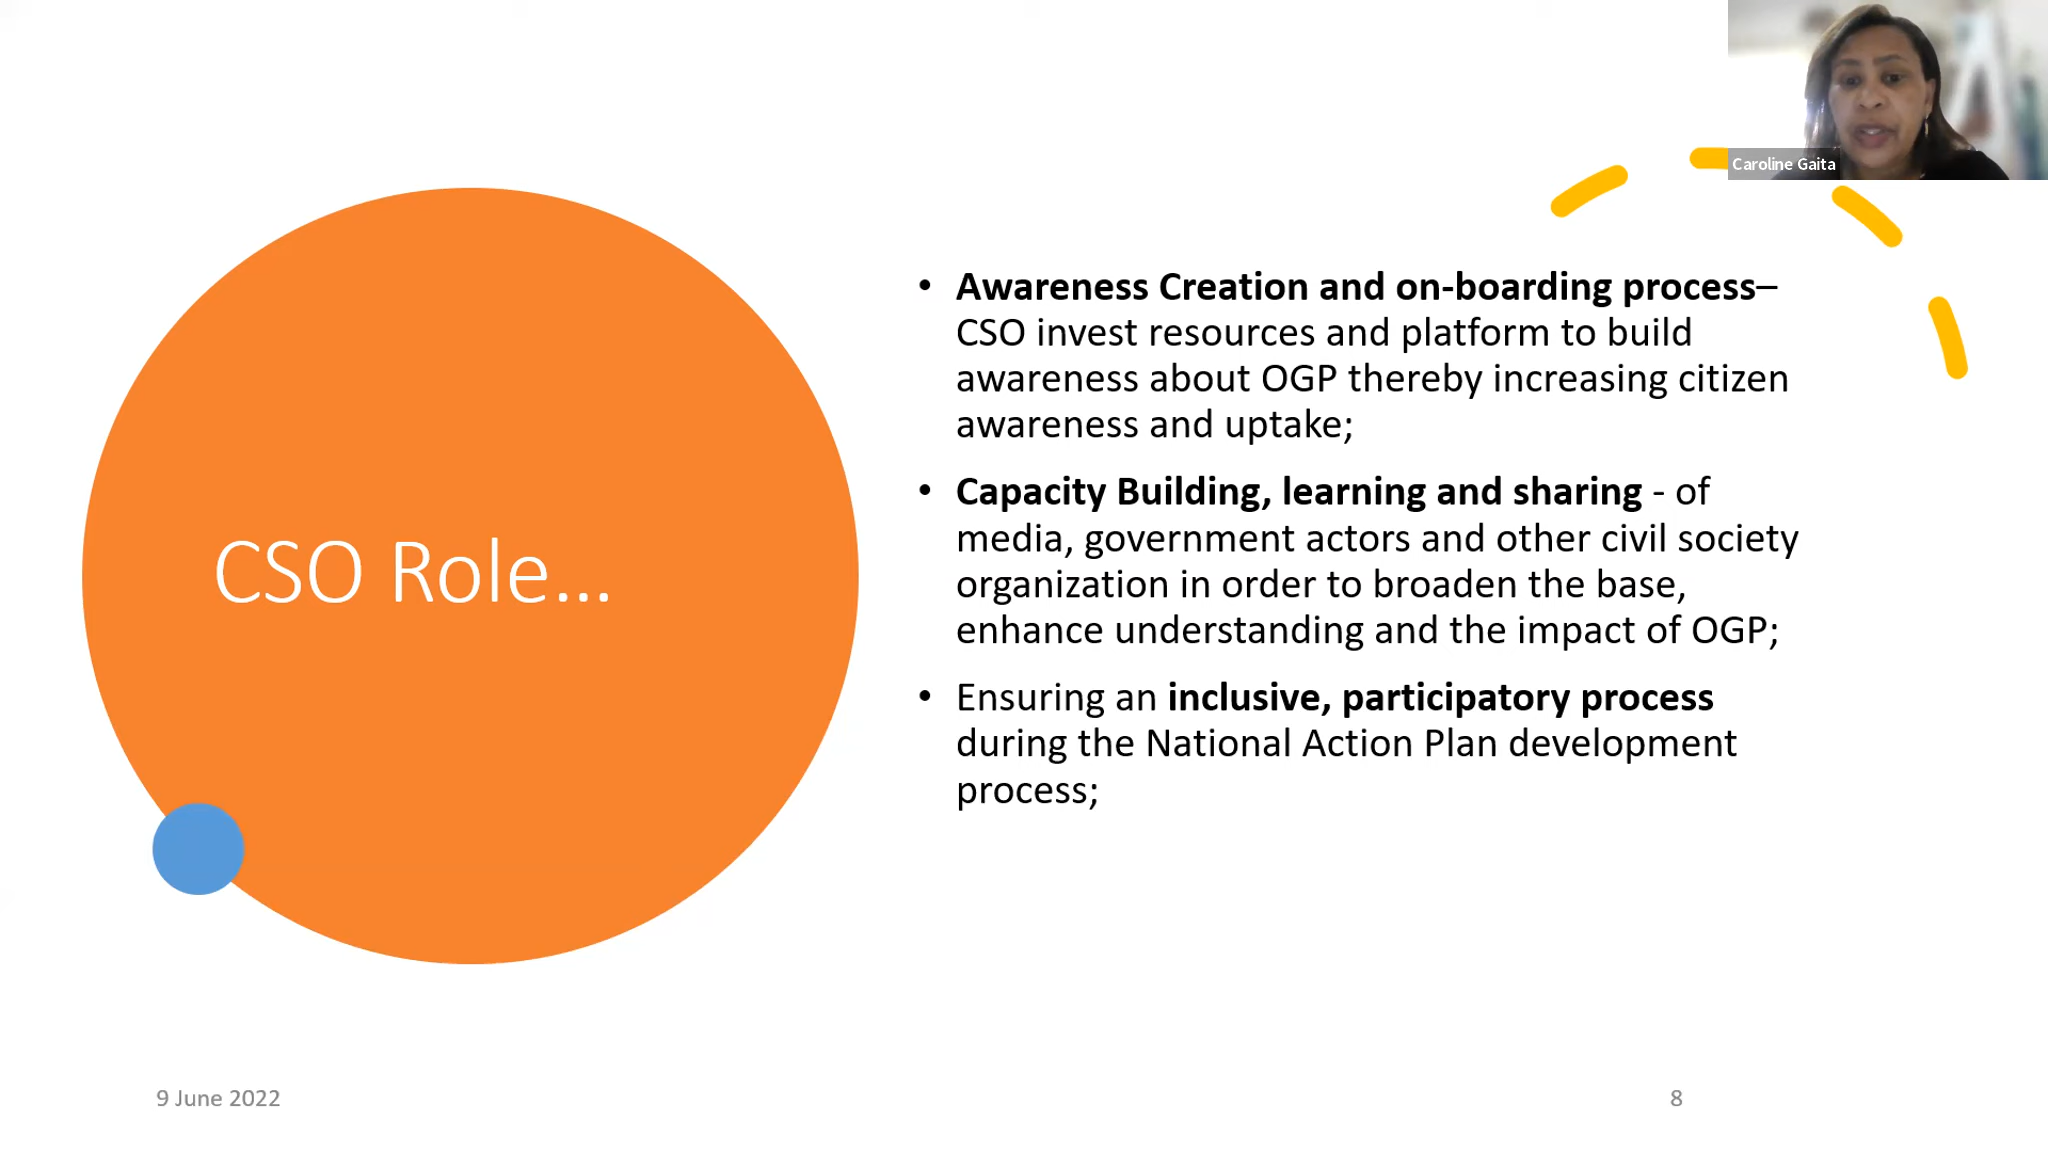 Caroline Gaita
CSO Role...
• Awareness Creation and on-boarding process–
CSO invest resources and platform to build
awareness about OGP thereby increasing citizen
awareness and uptake;
• Capacity Building, learning and sharing - of
media, government actors and other civil society
organization in order to broaden the base,
enhance understanding and the impact of OGP;
• Ensuring an inclusive, participatory process
during the National Action Plan development
process;
9 June 2022
8